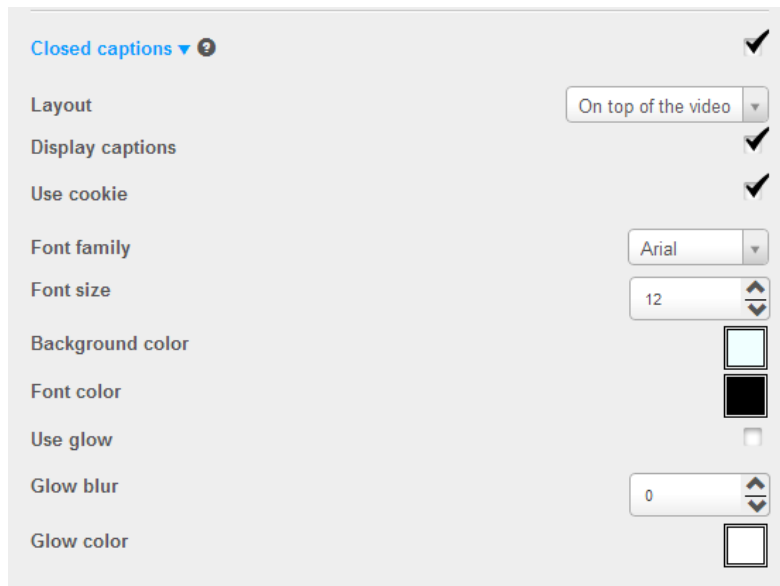 Closed captions
Layout On top of the video
Display captions
Use cookie
Font family Arial
Font size 12
Background color
Font color
Use glow
Glow blur 0
Glow color